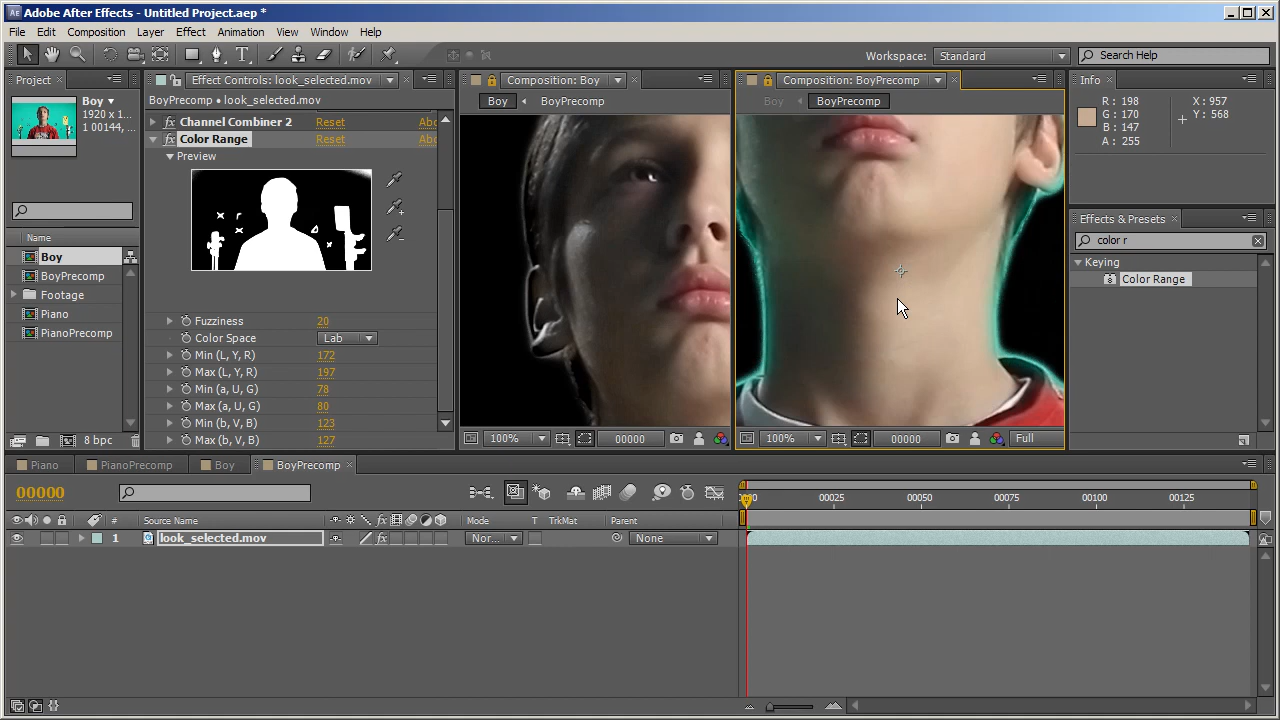 Adobe After Effects - Untitled Project.aep *
File Edit Composition Layer Effect Animation View Window Help
Workspace: Standard Search Help
Project Effect Controls: look_selected.mov Composition: Boy Composition: BoyPrecomp Info
Boy
1920 x 1...
1 00144, ...
BoyPrecomp • look_selected.mov
Boy BoyPrecomp
Boy BoyPrecomp
R : 198 X : 957
G : 170 Y : 568
B : 147
A : 255
Channel Combiner 2 Reset Abo
Color Range Reset Abo
Preview
Effects & Presets
color r
Keying
Color Range
Name
Boy
BoyPrecomp
Footage
Piano
PianoPrecomp
Fuzziness 20
Color Space Lab
Min (L, Y, R) 172
Max (L, Y, R) 197
Min (a, U, G) 78
Max (a, U, G) 80
Min (b, V, B) 123
Max (b, V, B) 127
8 bpc
100% 00000
100% 00000 Full
Piano PianoPrecomp Boy BoyPrecomp
00000
00025 00050 00075 00100 00125
# Source Name Mode T TrkMat Parent
1 look_selected.mov Nor... None